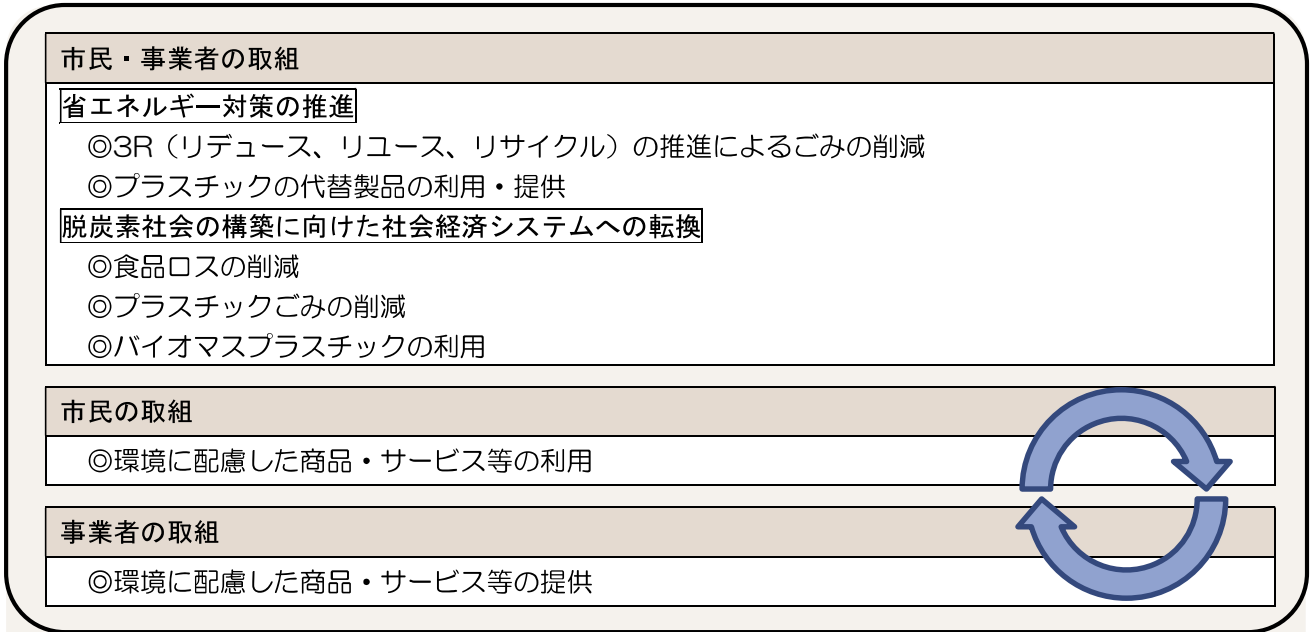 市民・事業者の取組
省エネルギー対策の推進
◎3R（リデュース、リユース、リサイクル）の推進によるごみの削減
◎プラスチックの代替製品の利用・提供
脱炭素社会の構築に向けた社会経済システムへの転換
◎食品ロスの削減
◎プラスチックごみの削減
◎バイオマスプラスチックの利用
市民の取組
◎環境に配慮した商品・サービス等の利用
事業者の取組
◎環境に配慮した商品・サービス等の提供